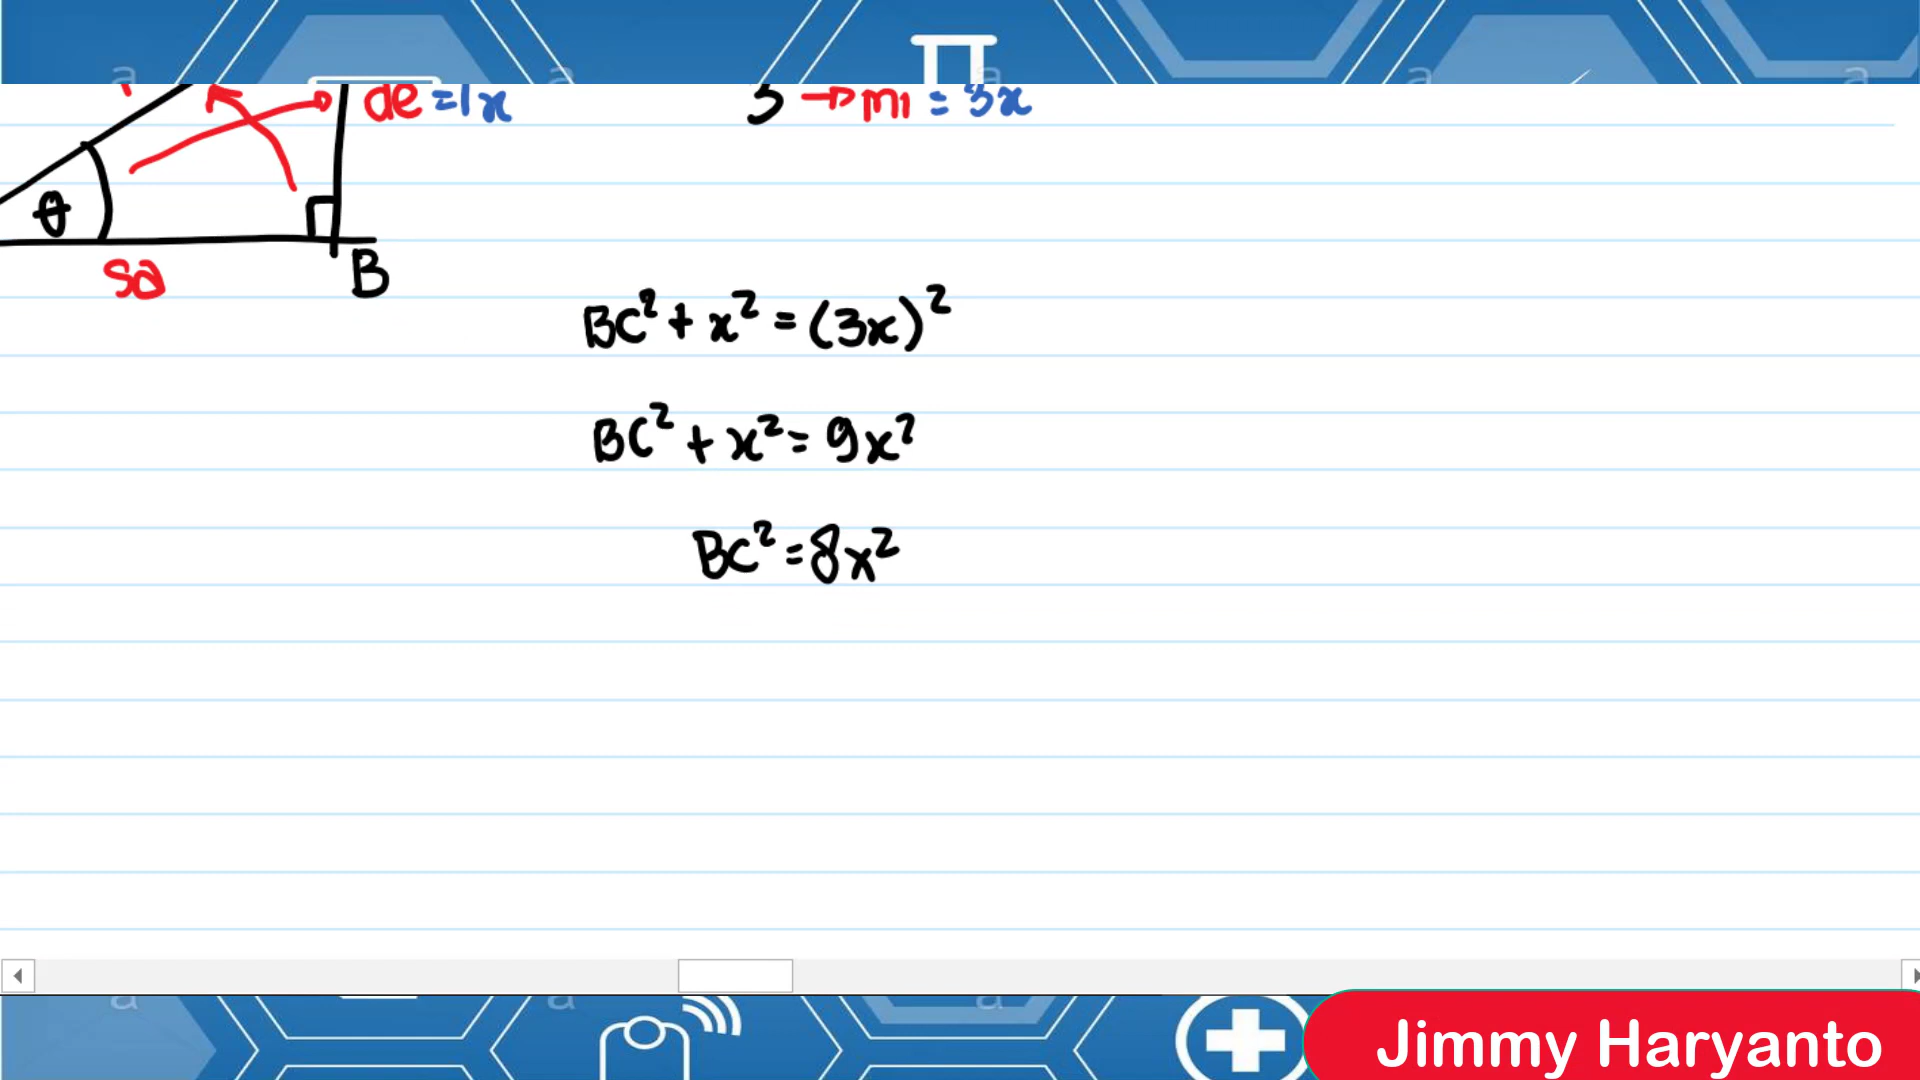 de = 1x
3 → mi = 3x
θ
sa
B
BC² + x² = (3x)²
BC² + x² = 9x²
BC² = 8x²
Jimmy Haryanto